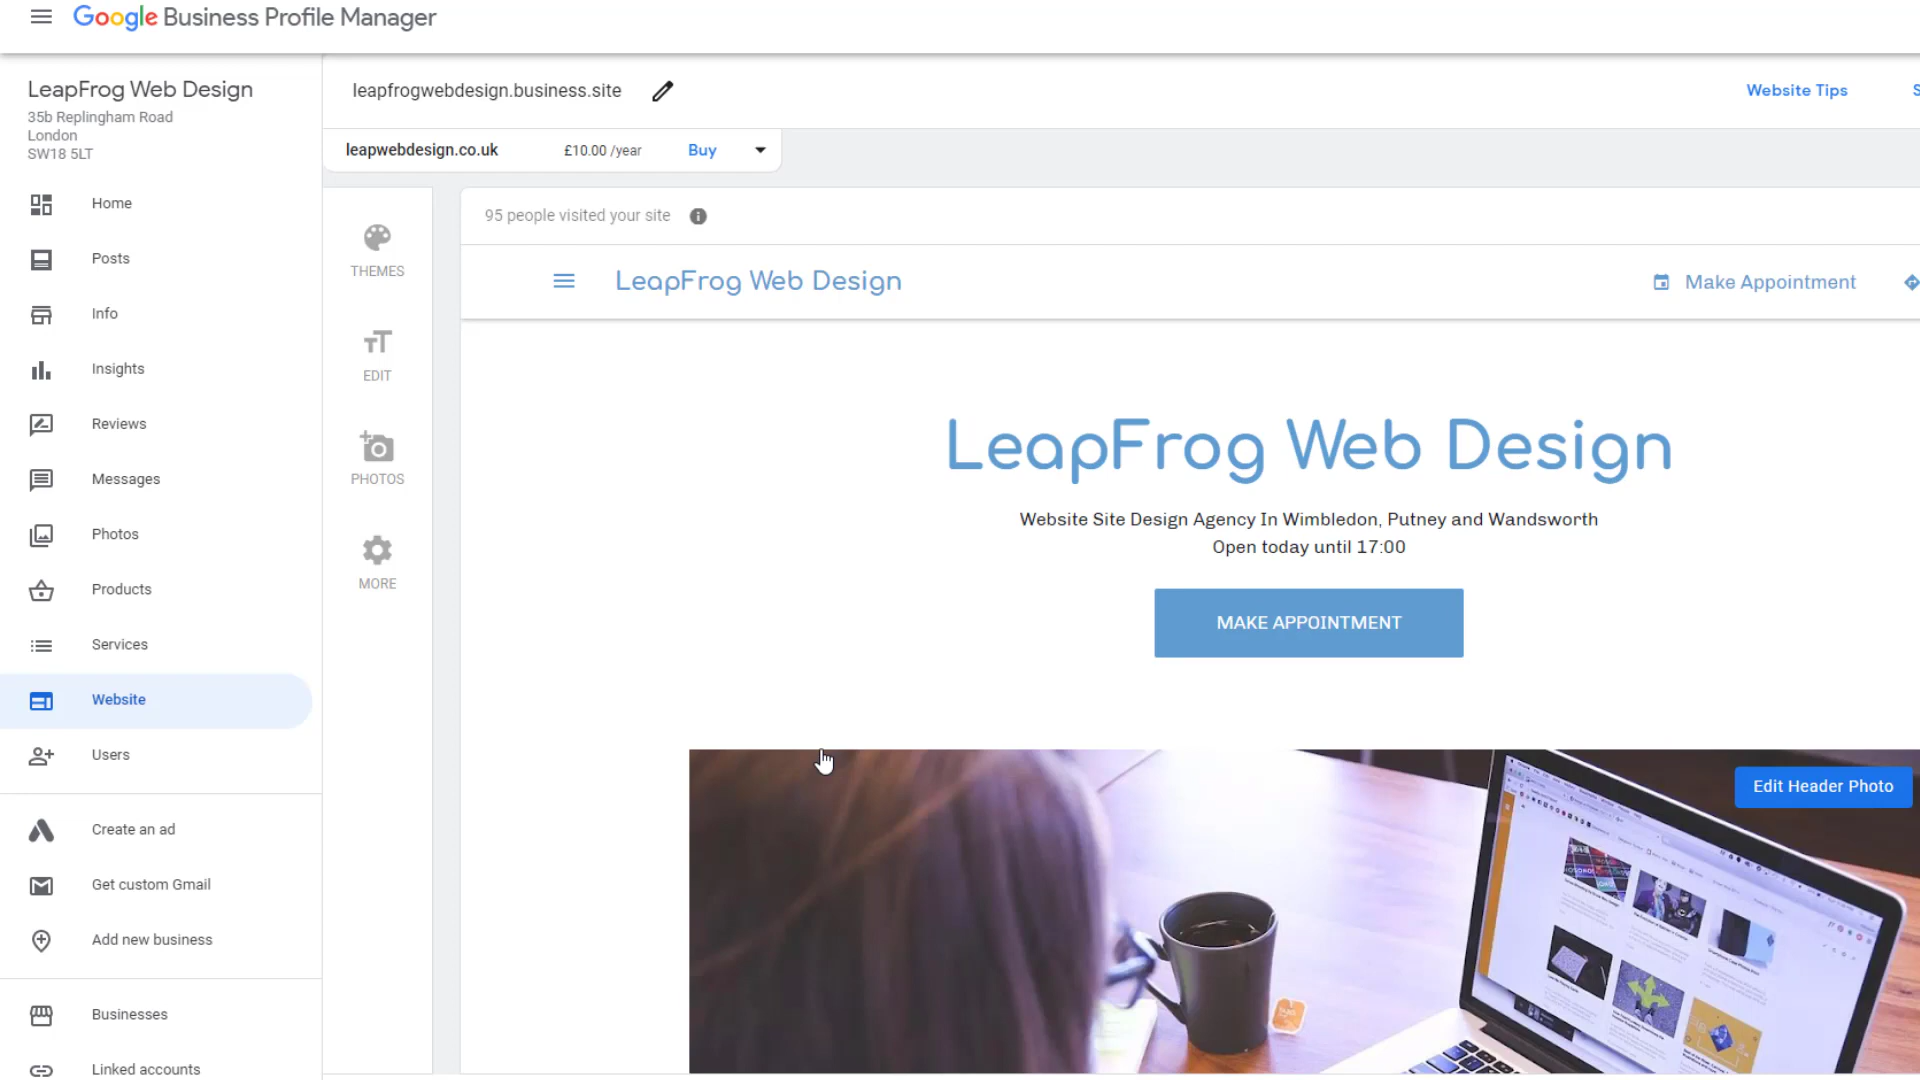 Google Business Profile Manager
LeapFrog Web Design
35b Replingham Road
London
SW18 5LT
Home
Posts
Info
Insights
Reviews
Messages
Photos
Products
Services
Website
Users
Create an ad
Get custom Gmail
Add new business
Businesses
Linked accounts
leapfrogwebdesign.business.site
Website Tips
leapwebdesign.co.uk £10.00 /year Buy
THEMES
EDIT
PHOTOS
MORE
95 people visited your site
LeapFrog Web Design
Make Appointment
LeapFrog Web Design
Website Site Design Agency In Wimbledon, Putney and Wandsworth
Open today until 17:00
MAKE APPOINTMENT
Edit Header Photo